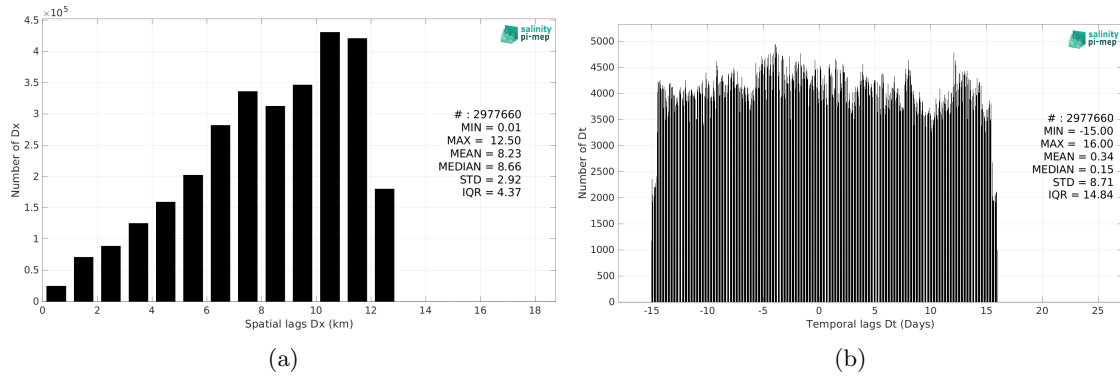 ×10⁵
4.5
4
3.5
3
2.5
2
1.5
1
0.5
0
Number of Dx
0 2 4 6 8 10 12 14 16 18
Spatial lags Dx (km)
salinity
pi-mep
# : 2977660
MIN = 0.01
MAX = 12.50
MEAN = 8.23
MEDIAN = 8.66
STD = 2.92
IQR = 4.37
(a)
5000
4500
4000
3500
3000
2500
2000
1500
1000
500
0
Number of Dt
-15 -10 -5 0 5 10 15 20 25
Temporal lags Dt (Days)
salinity
pi-mep
# : 2977660
MIN = -15.00
MAX = 16.00
MEAN = 0.34
MEDIAN = 0.15
STD = 8.71
IQR = 14.84
(b)